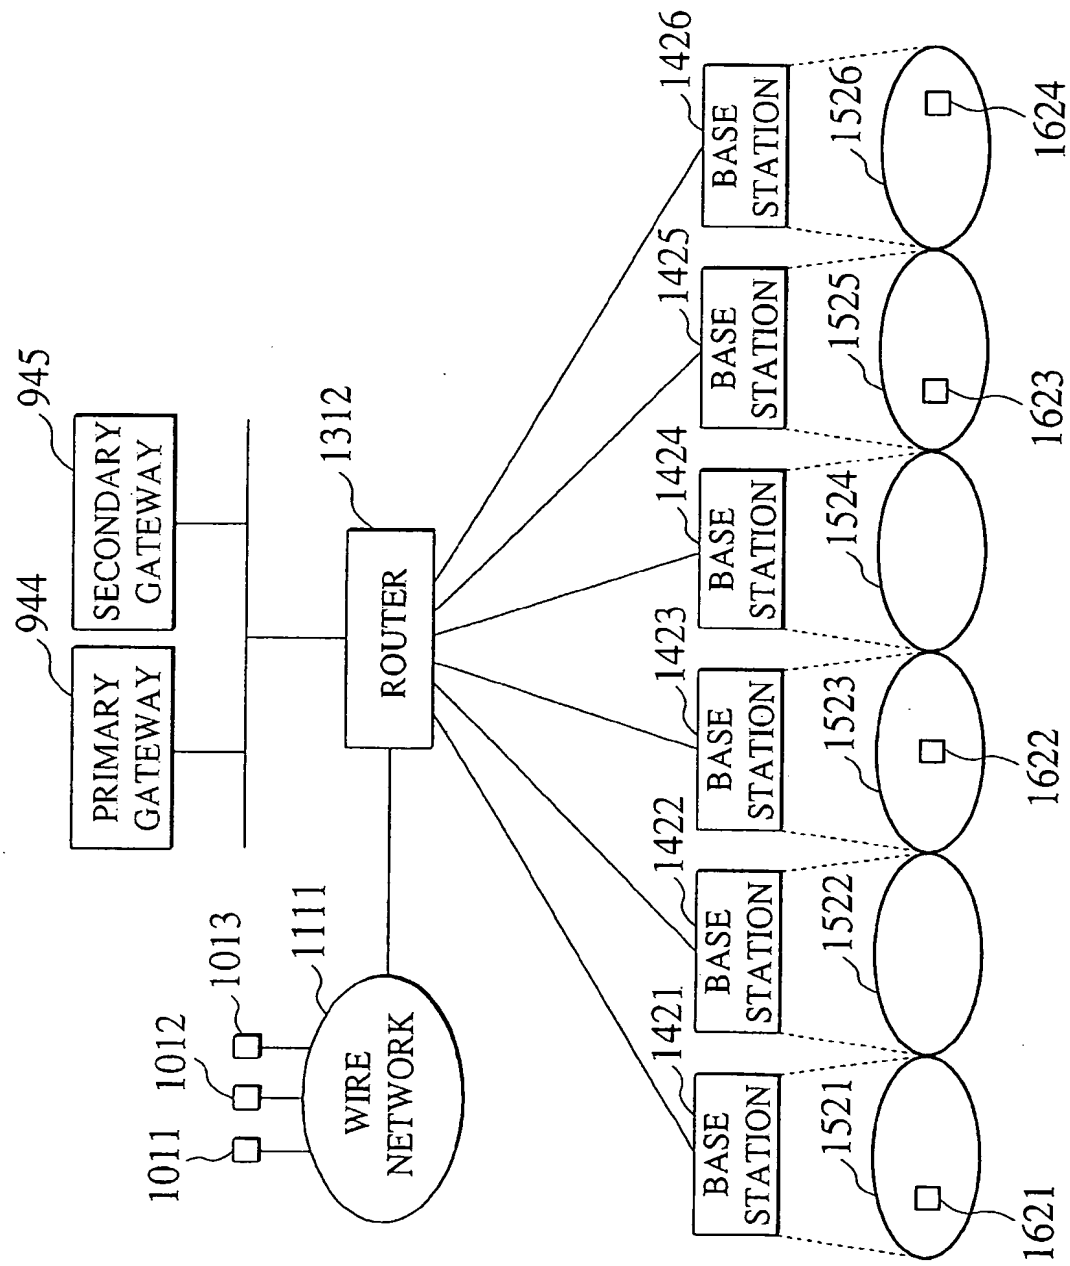 1011
1012
1013
1111
WIRE
NETWORK
944
PRIMARY
GATEWAY
945
SECONDARY
GATEWAY
1312
ROUTER
1421
BASE
STATION
1422
BASE
STATION
1423
BASE
STATION
1424
BASE
STATION
1425
BASE
STATION
1426
BASE
STATION
1521
1522
1523
1524
1525
1526
1621
1622
1623
1624